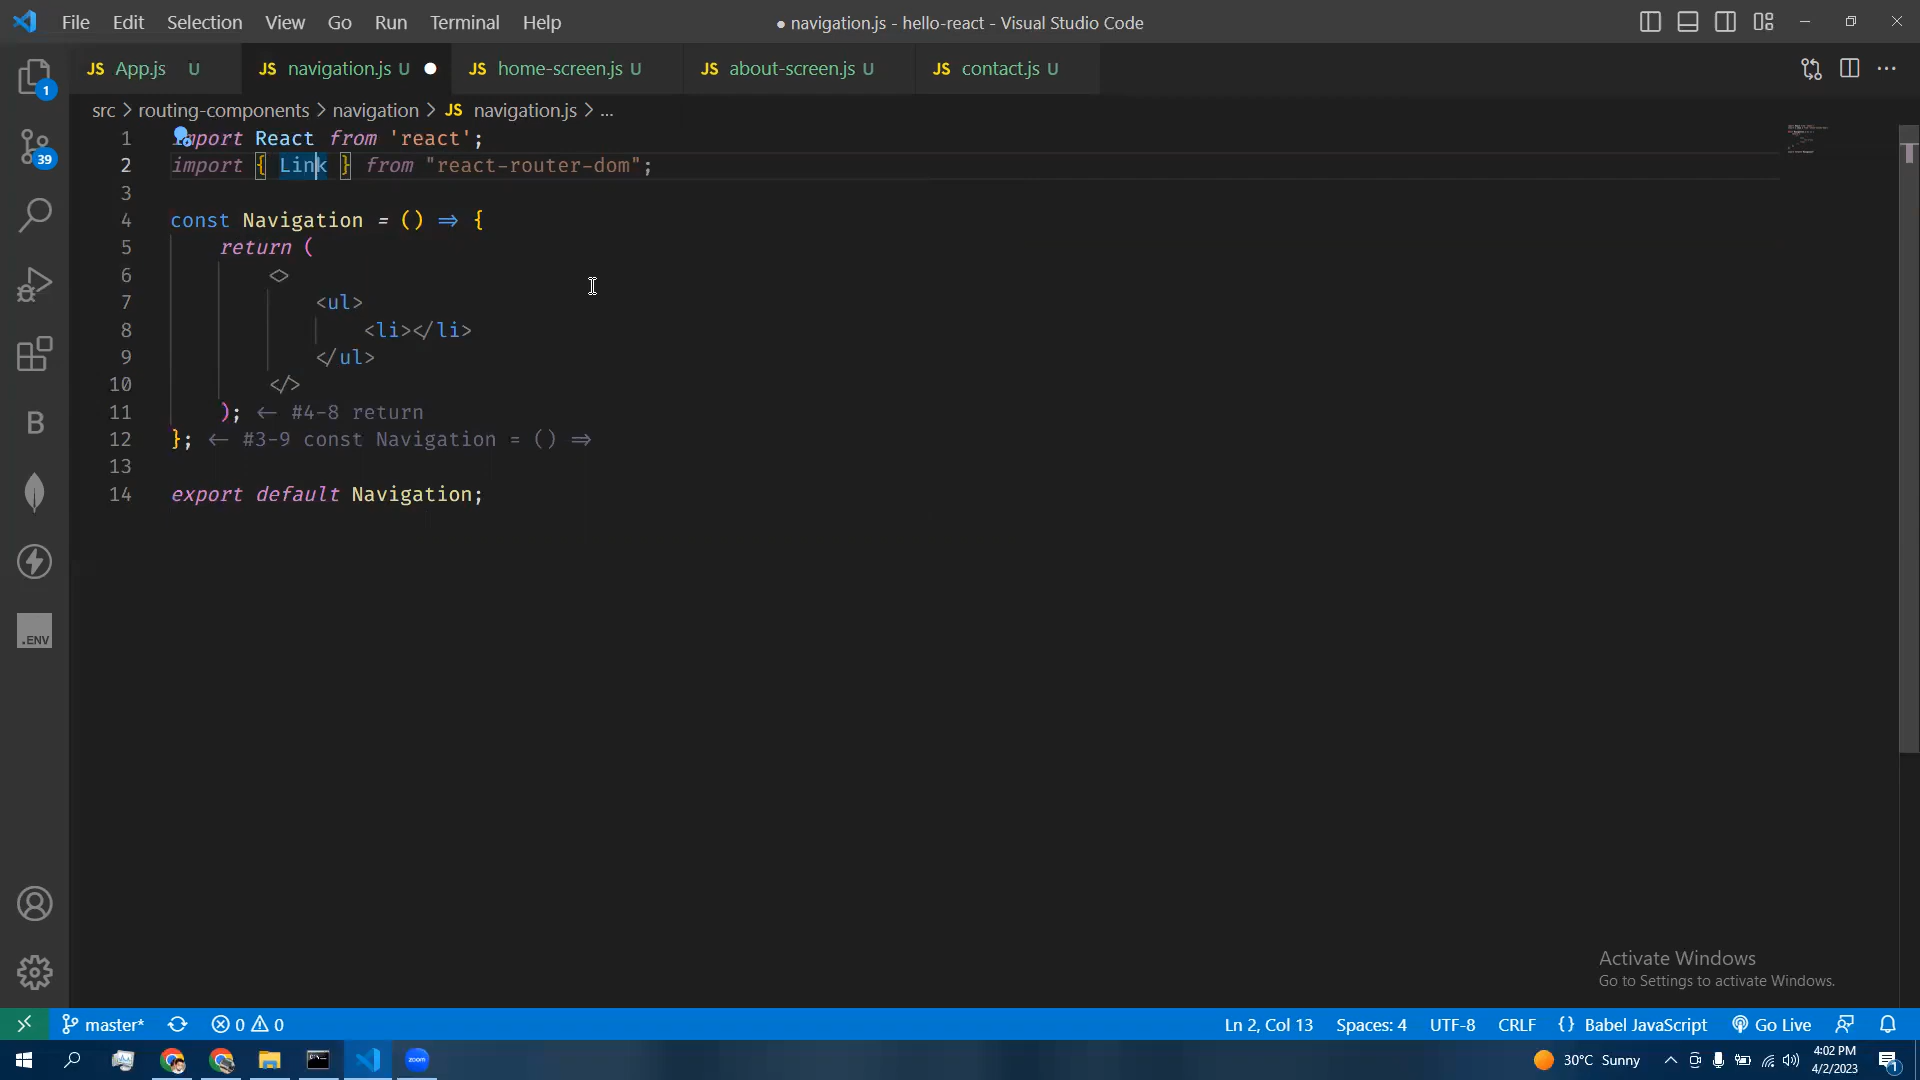 File Edit Selection View Go Run Terminal Help
● navigation.js - hello-react - Visual Studio Code
JS App.js U
JS navigation.js U ●
JS home-screen.js U
JS about-screen.js U
JS contact.js U
src > routing-components > navigation > JS navigation.js > ...
1 import React from 'react';
2 import { Link } from "react-router-dom";
3
4 const Navigation = () => {
5 return (
6 <>
7 <ul>
8 <li></li>
9 </ul>
10 </>
11 ); <- #4-8 return
12 }; <- #3-9 const Navigation = () =>
13
14 export default Navigation;
1
39
B
.ENV
Activate Windows
Go to Settings to activate Windows.
master* 0 0 Ln 2, Col 13 Spaces: 4 UTF-8 CRLF {} Babel JavaScript Go Live
zoom
30°C Sunny
4:02 PM
4/2/2023
1